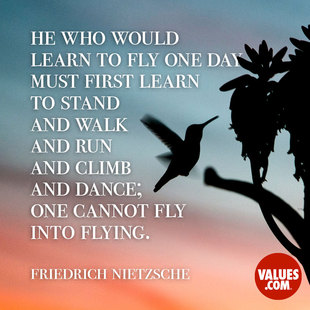 HE WHO WOULD
LEARN TO FLY ONE DAY
MUST FIRST LEARN
TO STAND
AND WALK
AND RUN
AND CLIMB
AND DANCE;
ONE CANNOT FLY
INTO FLYING.
FRIEDRICH NIETZSCHE
VALUES
.COM